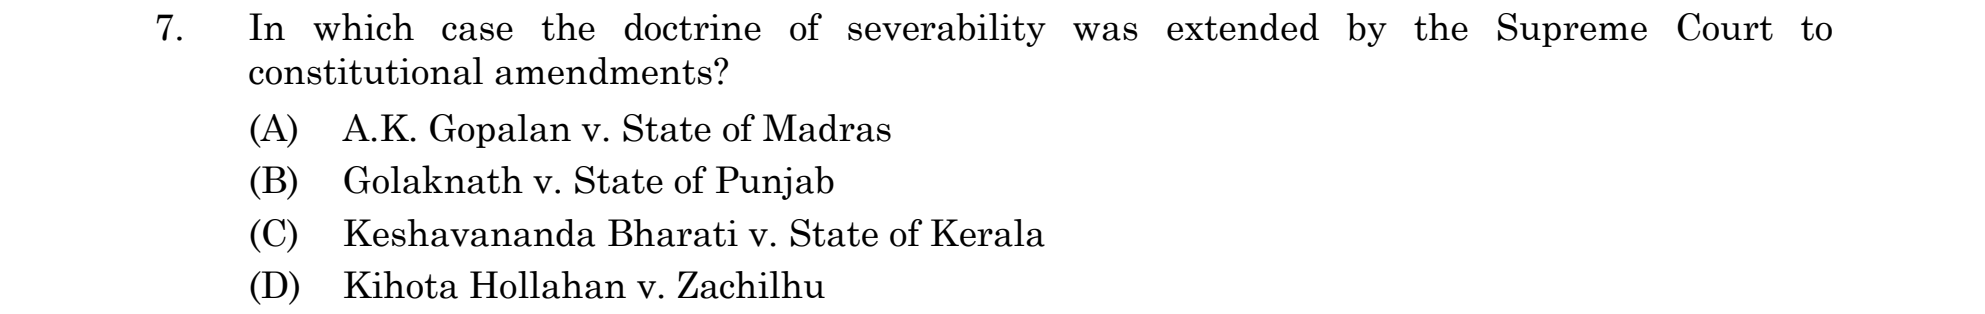 7. In which case the doctrine of severability was extended by the Supreme Court to
constitutional amendments?
(A) A.K. Gopalan v. State of Madras
(B) Golaknath v. State of Punjab
(C) Keshavananda Bharati v. State of Kerala
(D) Kihota Hollahan v. Zachilhu